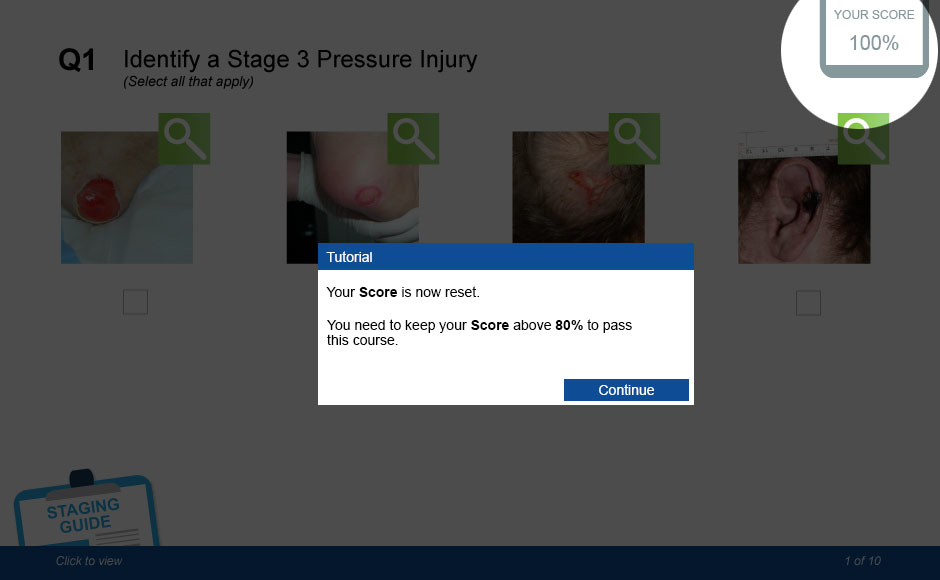 YOUR SCORE
100%
Q1 Identify a Stage 3 Pressure Injury
(Select all that apply)
Tutorial
Your Score is now reset.
You need to keep your Score above 80% to pass
this course.
Continue
STAGING
GUIDE
Click to view
1 of 10